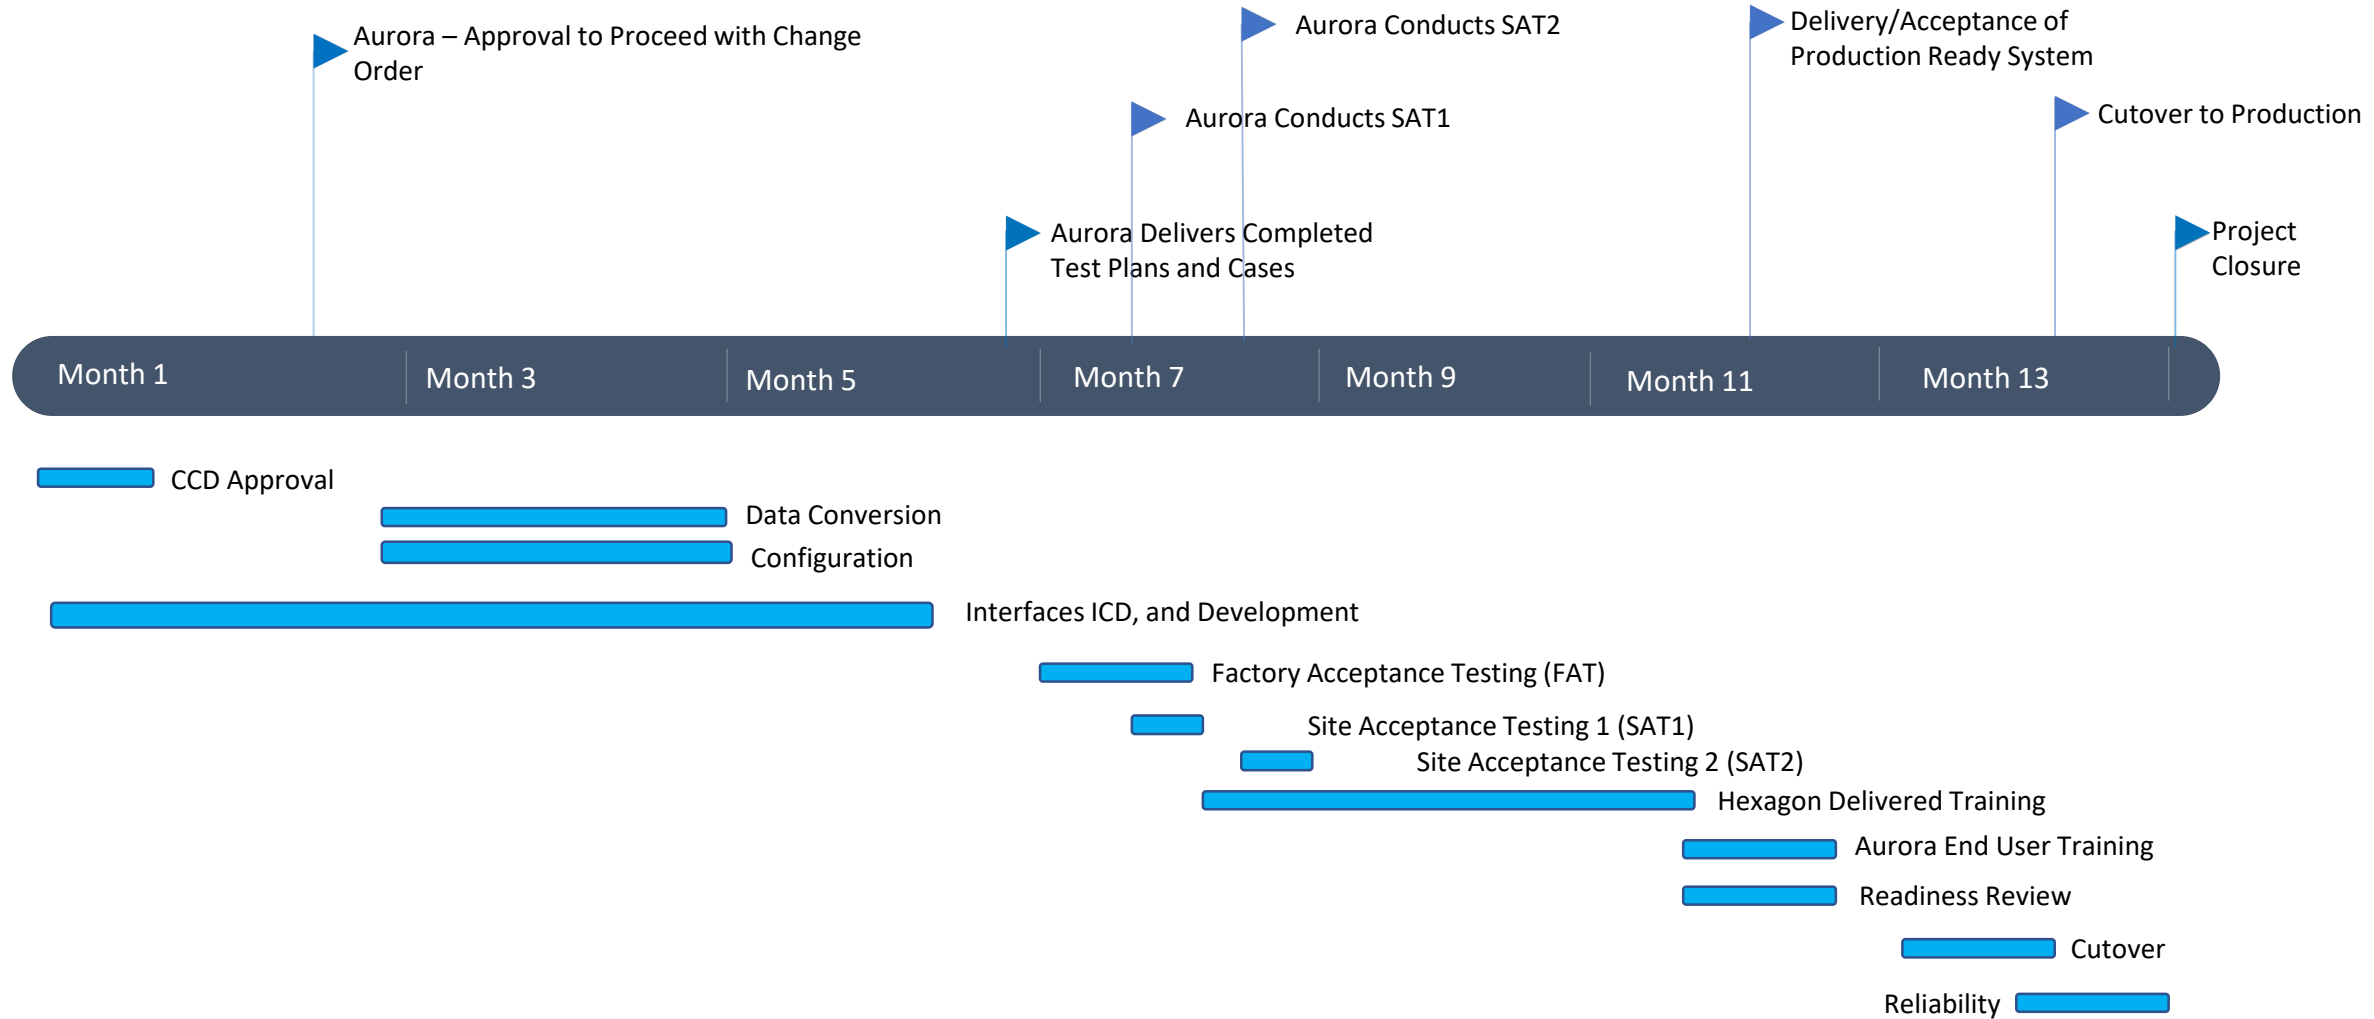 Aurora – Approval to Proceed with Change
Order
Aurora Conducts SAT2
Delivery/Acceptance of
Production Ready System
Aurora Conducts SAT1
Cutover to Production
Aurora Delivers Completed
Test Plans and Cases
Project
Closure
Month 1
Month 3
Month 5
Month 7
Month 9
Month 11
Month 13
CCD Approval
Data Conversion
Configuration
Interfaces ICD, and Development
Factory Acceptance Testing (FAT)
Site Acceptance Testing 1 (SAT1)
Site Acceptance Testing 2 (SAT2)
Hexagon Delivered Training
Aurora End User Training
Readiness Review
Cutover
Reliability